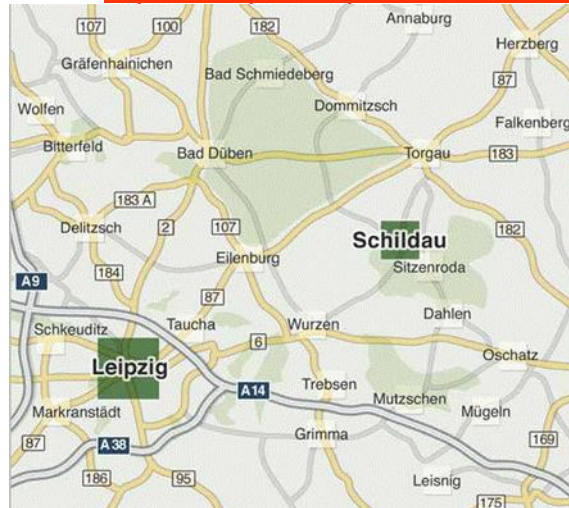 Annaburg
107
100
182
Herzberg
Gräfenhainichen
Bad Schmiedeberg
87
Wolfen
Dommitzsch
Falkenberg
Bitterfeld
Bad Düben
Torgau
183
183 A
Delitzsch
2
107
182
Schildau
Eilenburg
Sitzenroda
A9
184
87
Dahlen
Schkeuditz
Taucha
Wurzen
6
Oschatz
Leipzig
Trebsen
A14
Mutzschen
Mügeln
Markranstädt
Grimma
87
A38
169
186
95
Leisnig
175